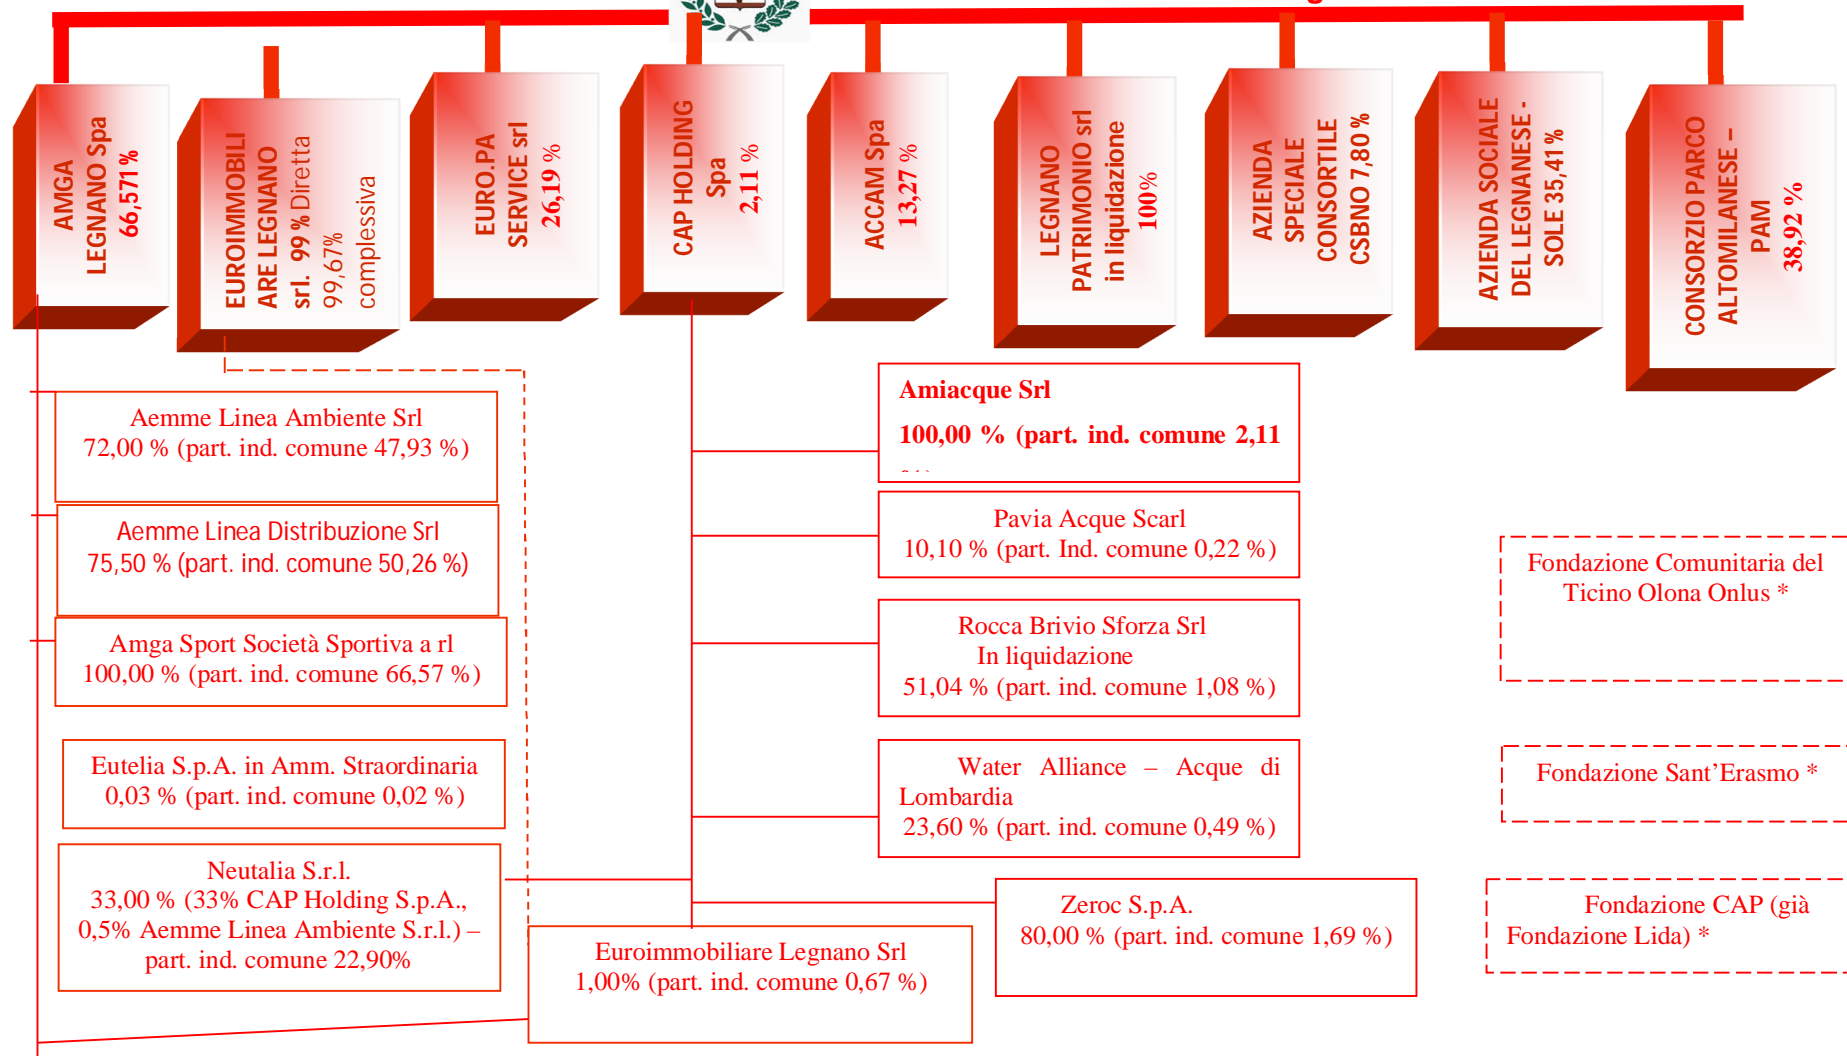 AMGA
LEGNANO Spa
66,571 %
EUROIMMOBILI
ARE LEGNANO
srl. 99 % Diretta
99,67%
complessiva
EURO.PA
SERVICE srl
26,19 %
CAP HOLDING
Spa
2,11 %
ACCAM Spa
13,27 %
LEGNANO
PATRIMONIO srl
in liquidazione
100%
AZIENDA
SPECIALE
CONSORTILE
CSBNO 7,80 %
AZIENDA SOCIALE
DEL LEGNANESE -
SOLE 35,41%
CONSORZIO PARCO
ALTOMILANESE –
PAM
38,92 %
Aemme Linea Ambiente Srl
72,00 % (part. ind. comune 47,93 %)
Aemme Linea Distribuzione Srl
75,50 % (part. ind. comune 50,26 %)
Amga Sport Società Sportiva a rl
100,00 % (part. ind. comune 66,57 %)
Eutelia S.p.A. in Amm. Straordinaria
0,03 % (part. ind. comune 0,02 %)
Neutalia S.r.l.
33,00 % (33% CAP Holding S.p.A.,
0,5% Aemme Linea Ambiente S.r.l.) –
part. ind. comune 22,90%
Euroimmobiliare Legnano Srl
1,00% (part. ind. comune 0,67 %)
Amiacque Srl
100,00 % (part. ind. comune 2,11
Pavia Acque Scarl
10,10 % (part. Ind. comune 0,22 %)
Rocca Brivio Sforza Srl
In liquidazione
51,04 % (part. ind. comune 1,08 %)
Water Alliance – Acque di
Lombardia
23,60 % (part. ind. comune 0,49 %)
Zeroc S.p.A.
80,00 % (part. ind. comune 1,69 %)
Fondazione Comunitaria del
Ticino Olona Onlus *
Fondazione Sant’Erasmo *
Fondazione CAP (già
Fondazione Lida) *